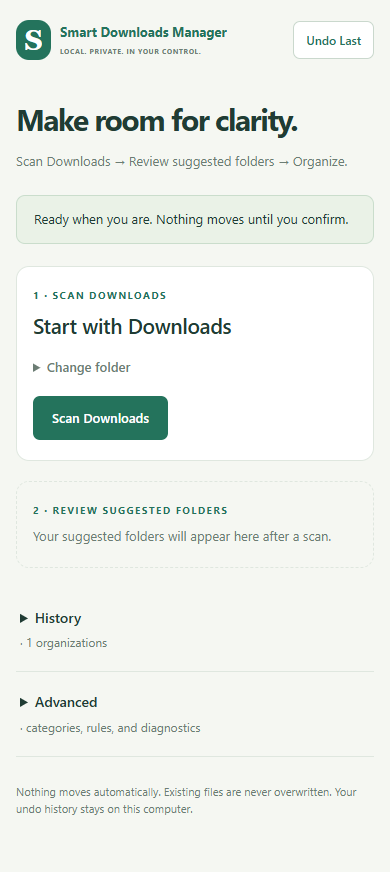 S
Smart Downloads Manager
LOCAL. PRIVATE. IN YOUR CONTROL.
Undo Last
Make room for clarity.
Scan Downloads → Review suggested folders → Organize.
Ready when you are. Nothing moves until you confirm.
1 · SCAN DOWNLOADS
Start with Downloads
▶ Change folder
Scan Downloads
2 · REVIEW SUGGESTED FOLDERS
Your suggested folders will appear here after a scan.
▶ History
· 1 organizations
▶ Advanced
· categories, rules, and diagnostics
Nothing moves automatically. Existing files are never overwritten. Your
undo history stays on this computer.